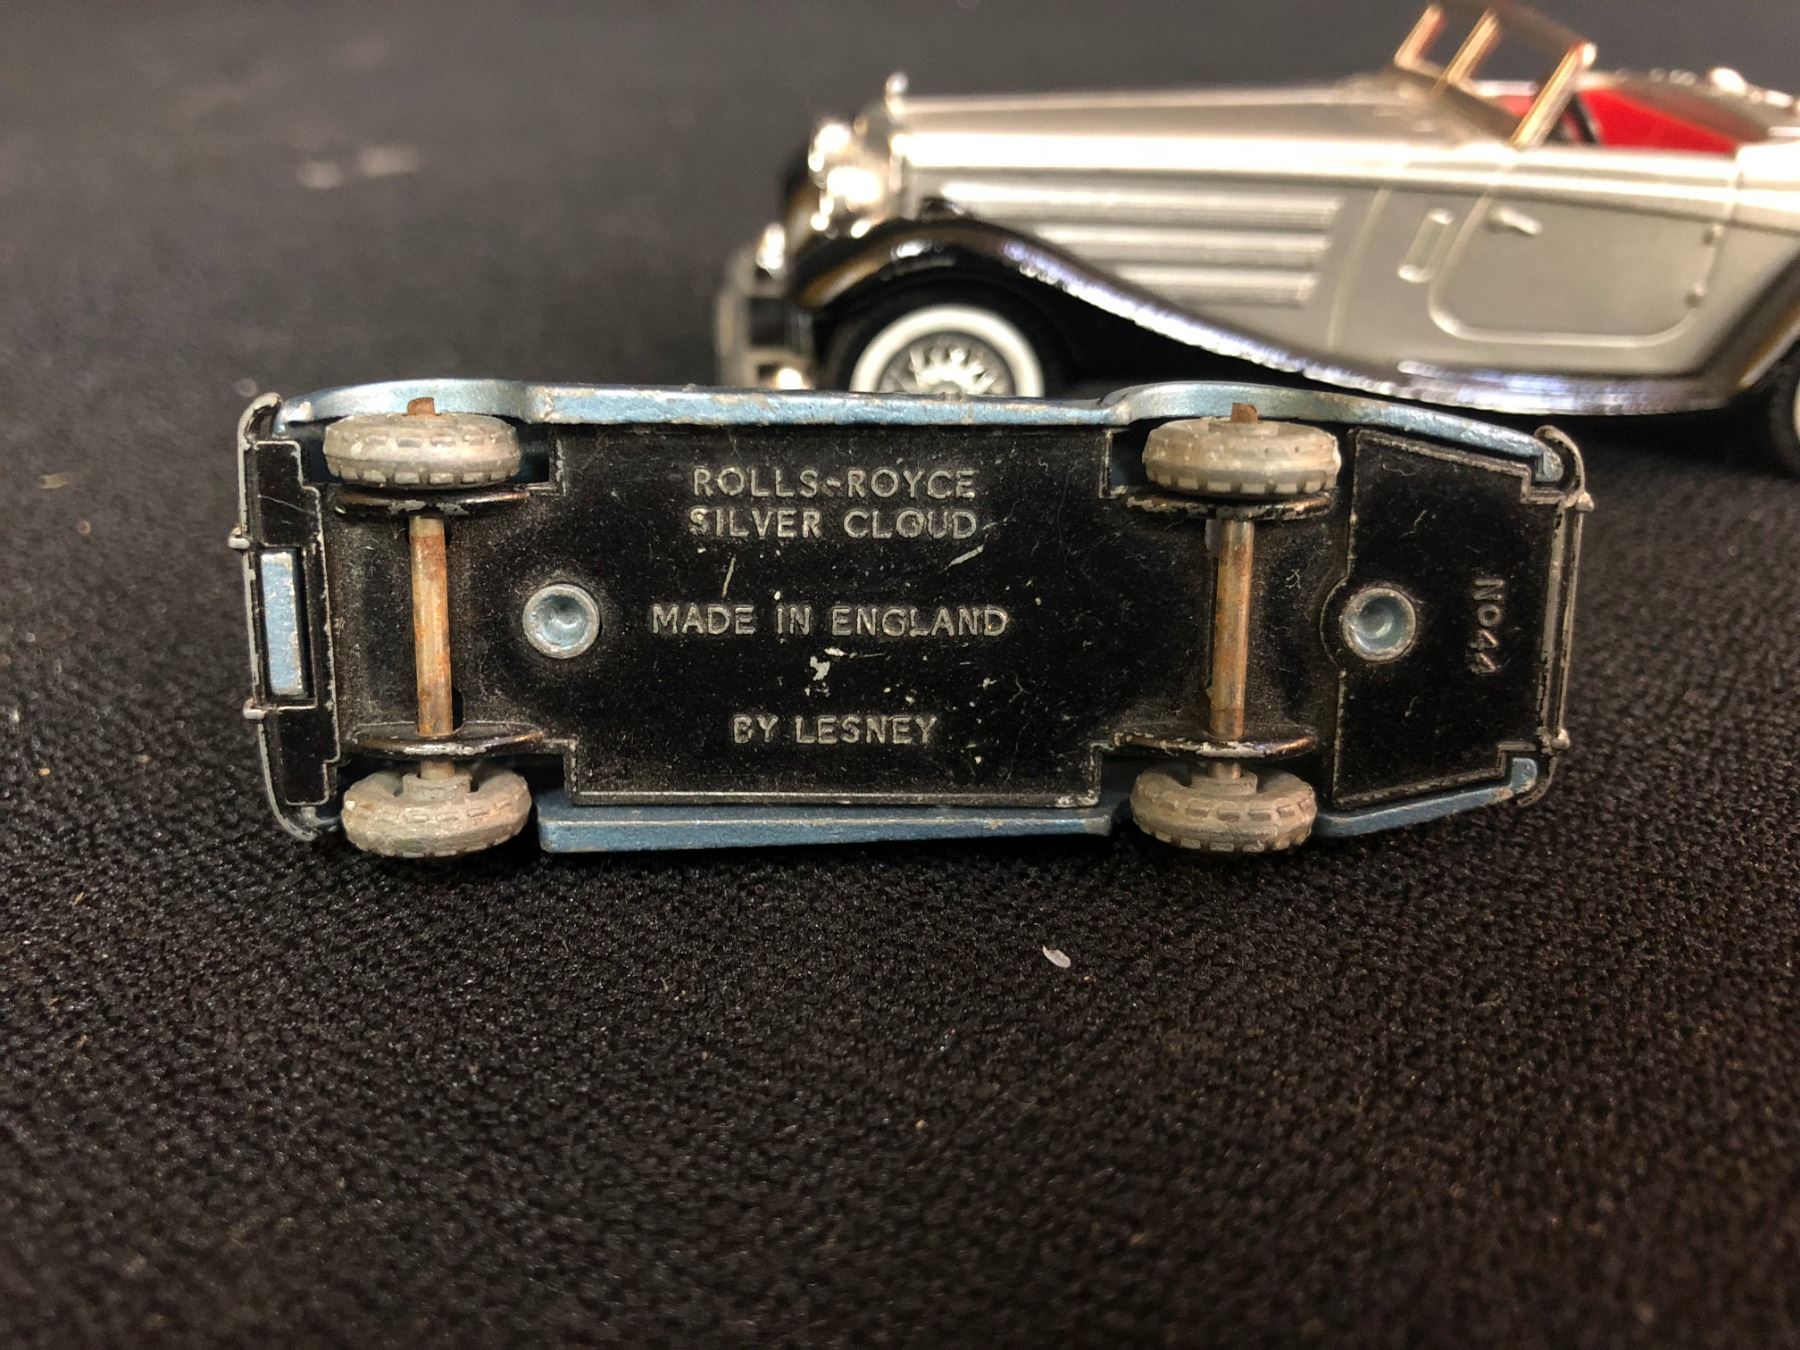 ROLLS-ROYCE
SILVER CLOUD
MADE IN ENGLAND
BY LESNEY
NO44